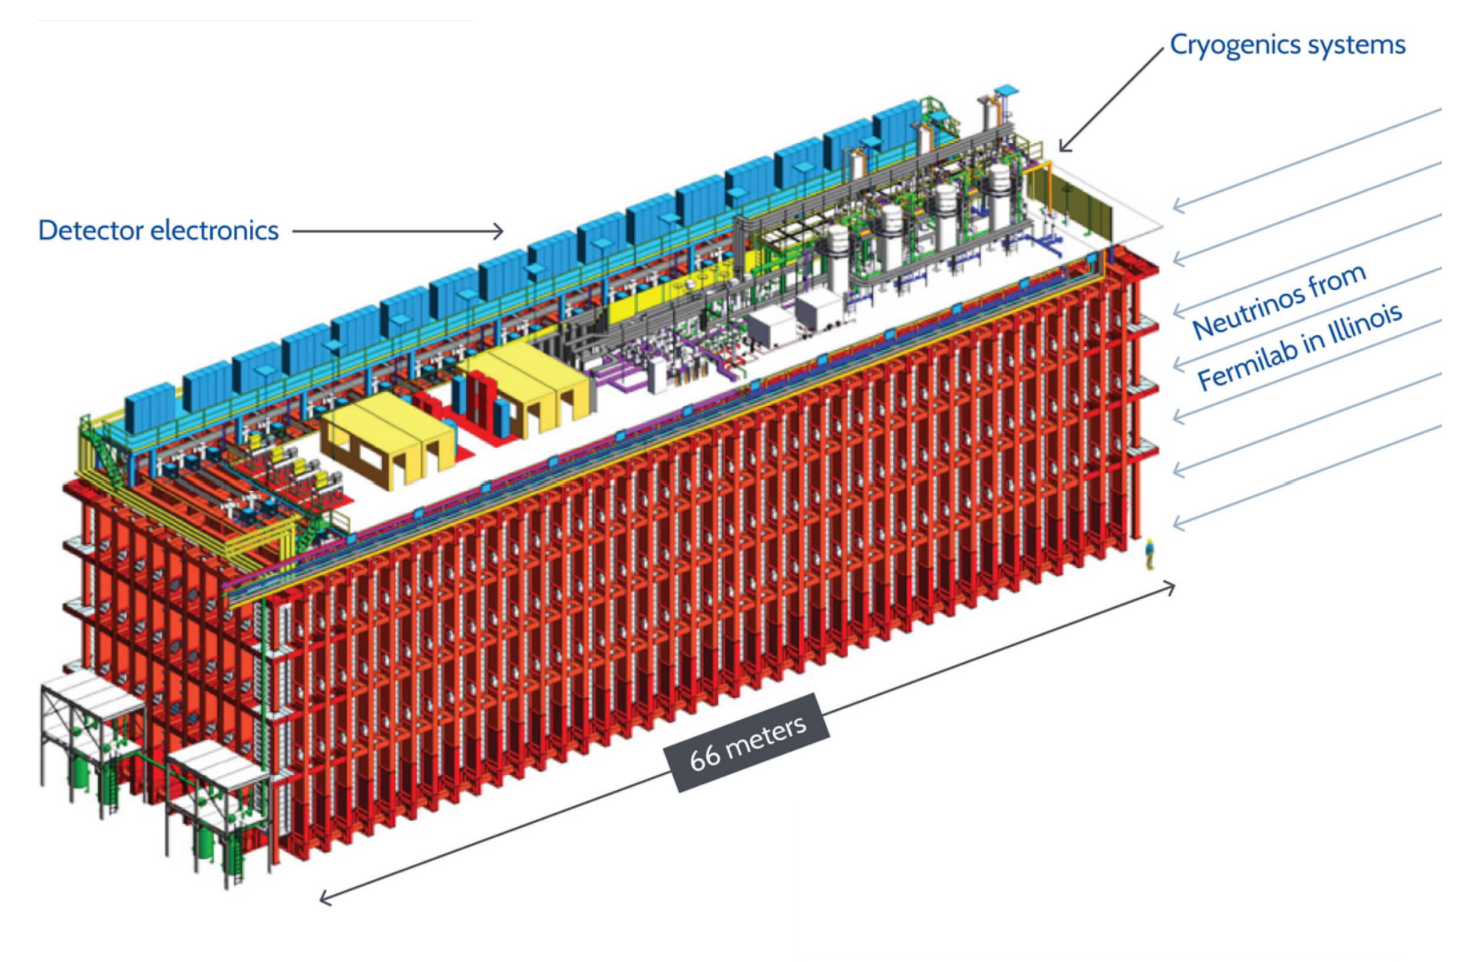 Cryogenics systems
Detector electronics
Neutrinos from
Fermilab in Illinois
66 meters